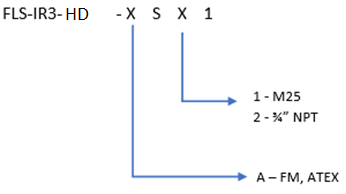 FLS-IR3-HD -X S X 1
1 - M25
2 - ¾” NPT
A – FM, ATEX